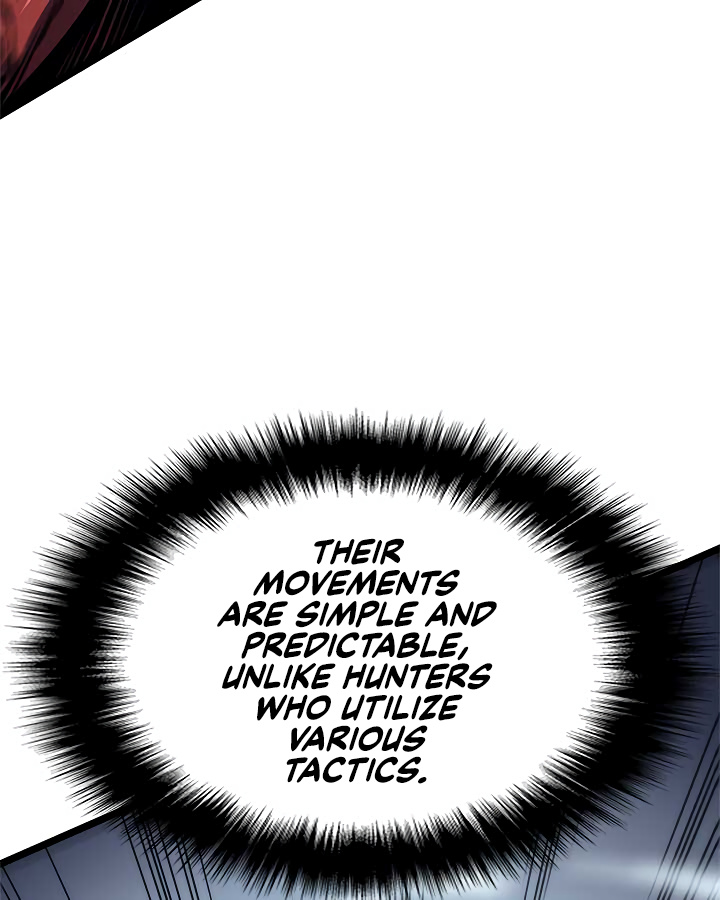 THEIR
MOVEMENTS
ARE SIMPLE AND
PREDICTABLE,
UNLIKE HUNTERS
WHO UTILIZE
VARIOUS
TACTICS.